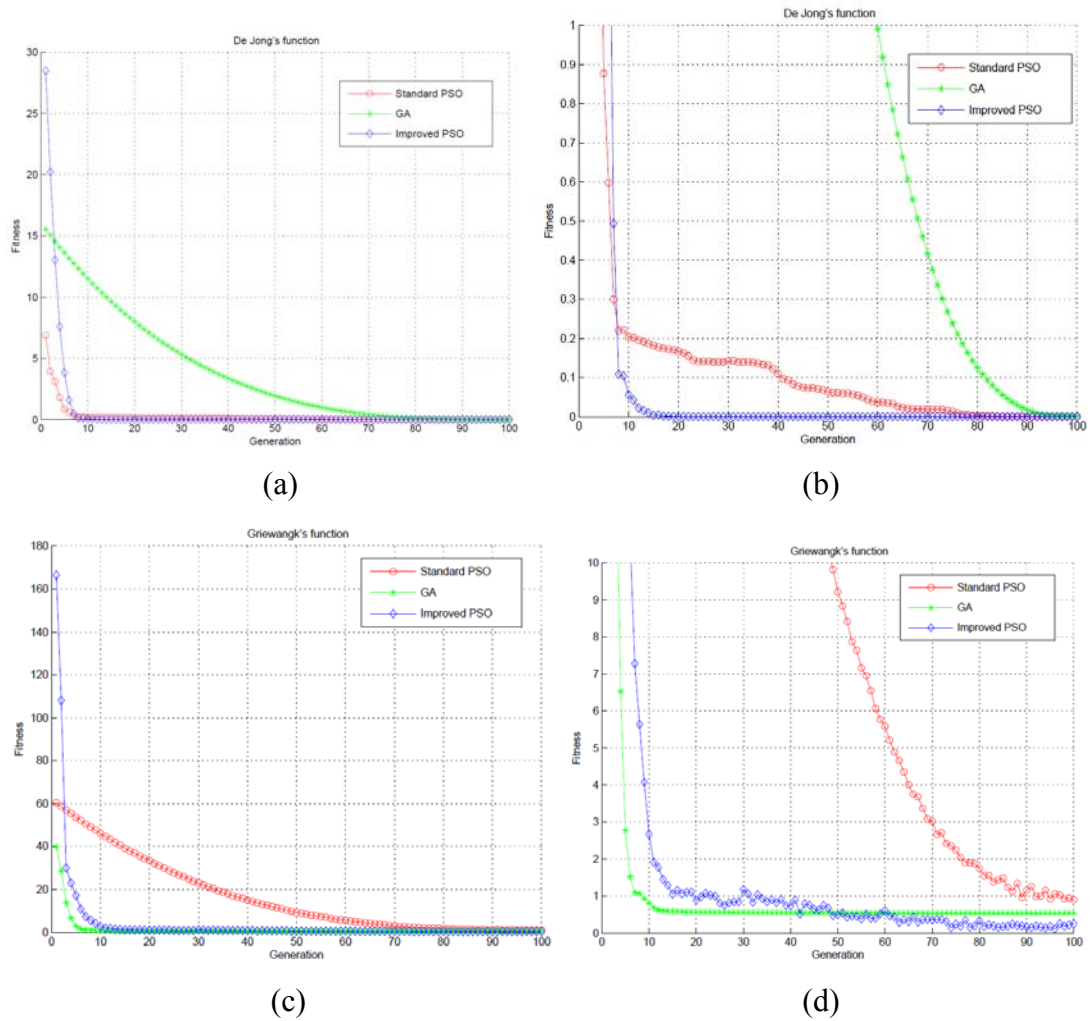 De Jong's function
30
25
20
15
10
5
0
Fitness
Standard PSO
GA
Improved PSO
0 10 20 30 40 50 60 70 80 90 100
Generation
(a)
De Jong's function
1
0.9
0.8
0.7
0.6
0.5
0.4
0.3
0.2
0.1
0
Fitness
Standard PSO
GA
Improved PSO
0 10 20 30 40 50 60 70 80 90 100
Generation
(b)
Griewangk's function
180
160
140
120
100
80
60
40
20
0
Fitness
Standard PSO
GA
Improved PSO
0 10 20 30 40 50 60 70 80 90 100
Generation
(c)
Griewangk's function
10
9
8
7
6
5
4
3
2
1
0
Fitness
Standard PSO
GA
Improved PSO
0 10 20 30 40 50 60 70 80 90 100
Generation
(d)